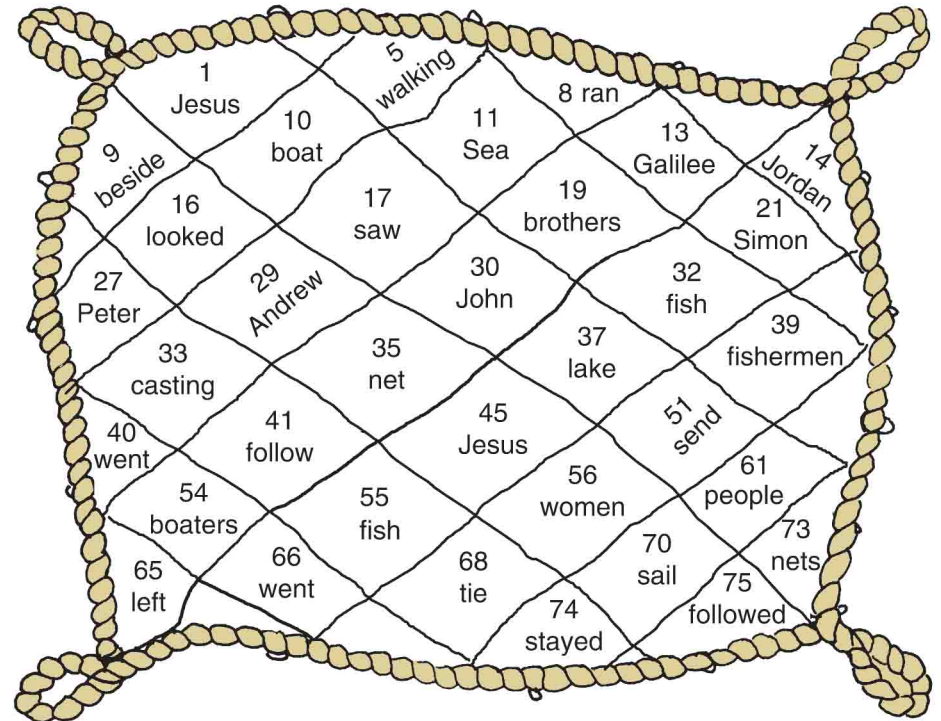 1
Jesus
5
walking
8 ran
9
beside
10
boat
11
Sea
13
Galilee
14
Jordan
16
looked
17
saw
19
brothers
21
Simon
27
Peter
29
Andrew
30
John
32
fish
33
casting
35
net
37
lake
39
fishermen
40
went
41
follow
45
Jesus
51
send
54
boaters
55
fish
56
women
61
people
65
left
66
went
68
tie
70
sail
73
nets
74
stayed
75
followed